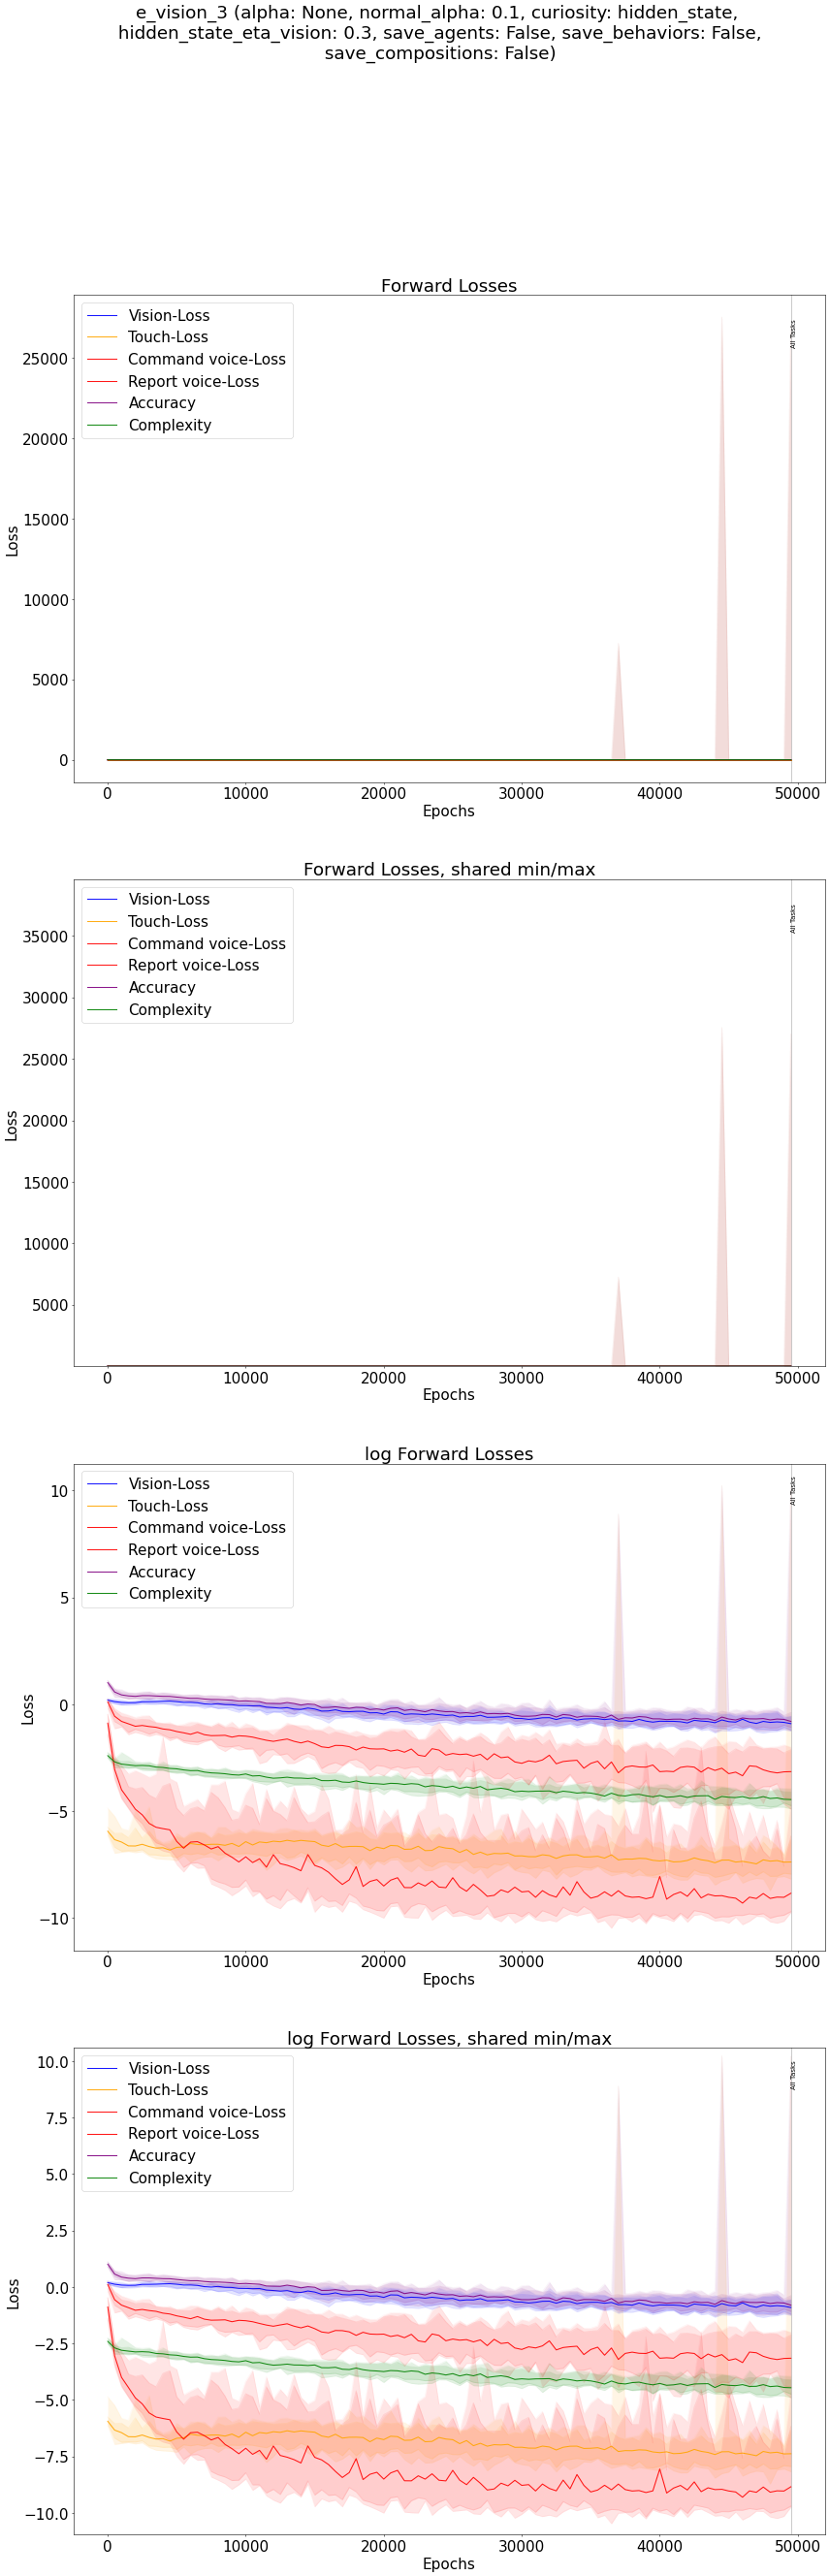 e_vision_3 (alpha: None, normal_alpha: 0.1, curiosity: hidden_state,
hidden_state_eta_vision: 0.3, save_agents: False, save_behaviors: False,
save_compositions: False)
Forward Losses
Vision-Loss
Touch-Loss
Command voice-Loss
Report voice-Loss
Accuracy
Complexity
All Tasks
25000
20000
15000
10000
5000
0
Loss
0 10000 20000 30000 40000 50000
Epochs
Forward Losses, shared min/max
Vision-Loss
Touch-Loss
Command voice-Loss
Report voice-Loss
Accuracy
Complexity
All Tasks
35000
30000
25000
20000
15000
10000
5000
Loss
0 10000 20000 30000 40000 50000
Epochs
log Forward Losses
Vision-Loss
Touch-Loss
Command voice-Loss
Report voice-Loss
Accuracy
Complexity
All Tasks
10
5
0
−5
−10
Loss
0 10000 20000 30000 40000 50000
Epochs
log Forward Losses, shared min/max
Vision-Loss
Touch-Loss
Command voice-Loss
Report voice-Loss
Accuracy
Complexity
All Tasks
10.0
7.5
5.0
2.5
0.0
−2.5
−5.0
−7.5
−10.0
Loss
0 10000 20000 30000 40000 50000
Epochs